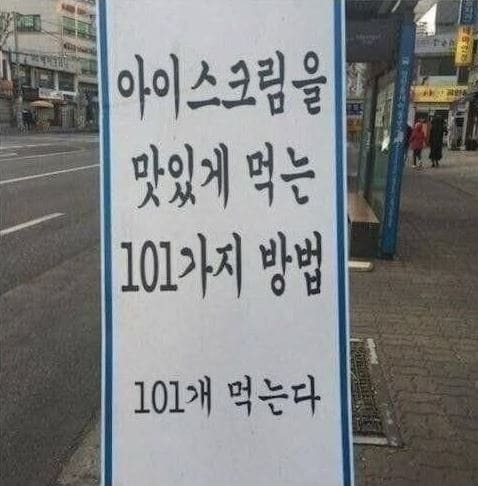 아이스크림을
맛있게 먹는
101가지 방법
101개 먹는다